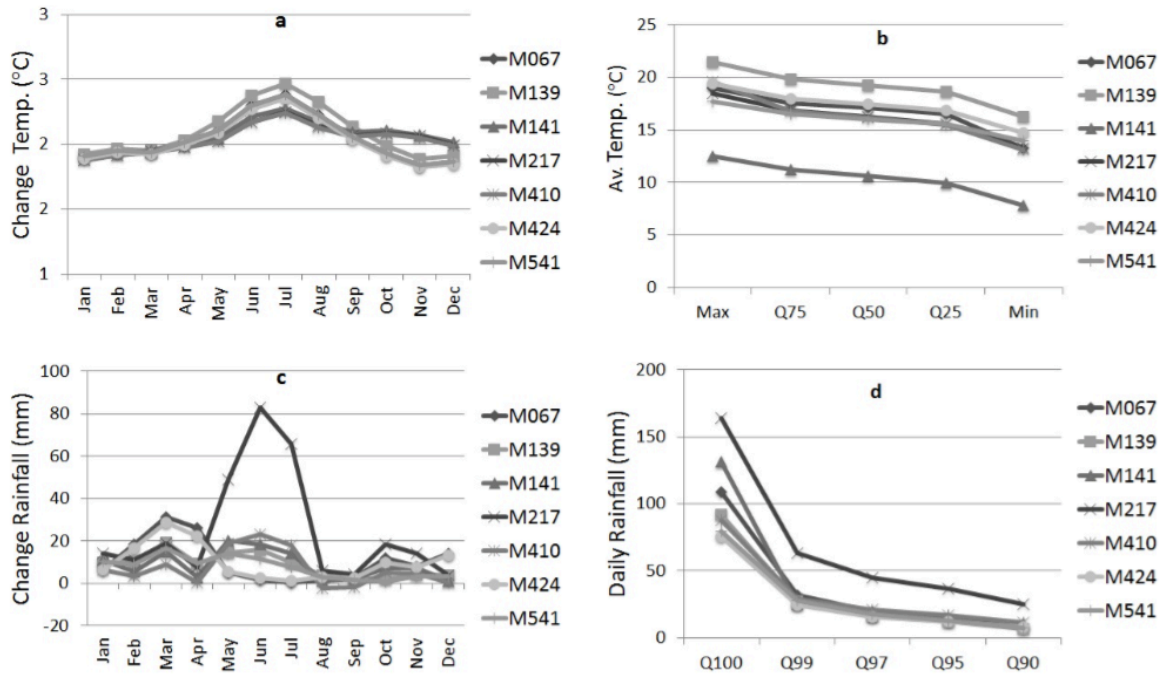 a
Change Temp. (°C)
3
3
2
2
1
Jan Feb Mar Apr May Jun Jul Aug Sep Oct Nov Dec
M067
M139
M141
M217
M410
M424
M541
b
Av. Temp. (°C)
25
20
15
10
5
0
Max Q75 Q50 Q25 Min
M067
M139
M141
M217
M410
M424
M541
c
Change Rainfall (mm)
100
80
60
40
20
0
-20
Jan Feb Mar Apr May Jun Jul Aug Sep Oct Nov Dec
M067
M139
M141
M217
M410
M424
M541
d
Daily Rainfall (mm)
200
150
100
50
0
Q100 Q99 Q97 Q95 Q90
M067
M139
M141
M217
M410
M424
M541